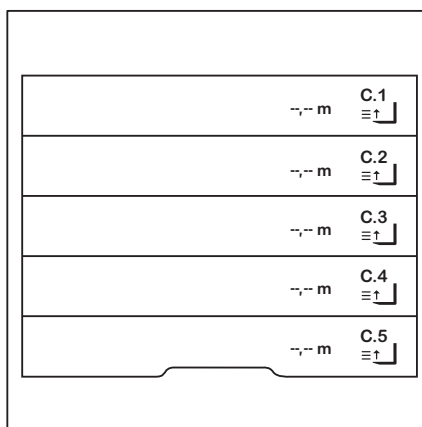 --,-- m C.1
--,-- m C.2
--,-- m C.3
--,-- m C.4
--,-- m C.5